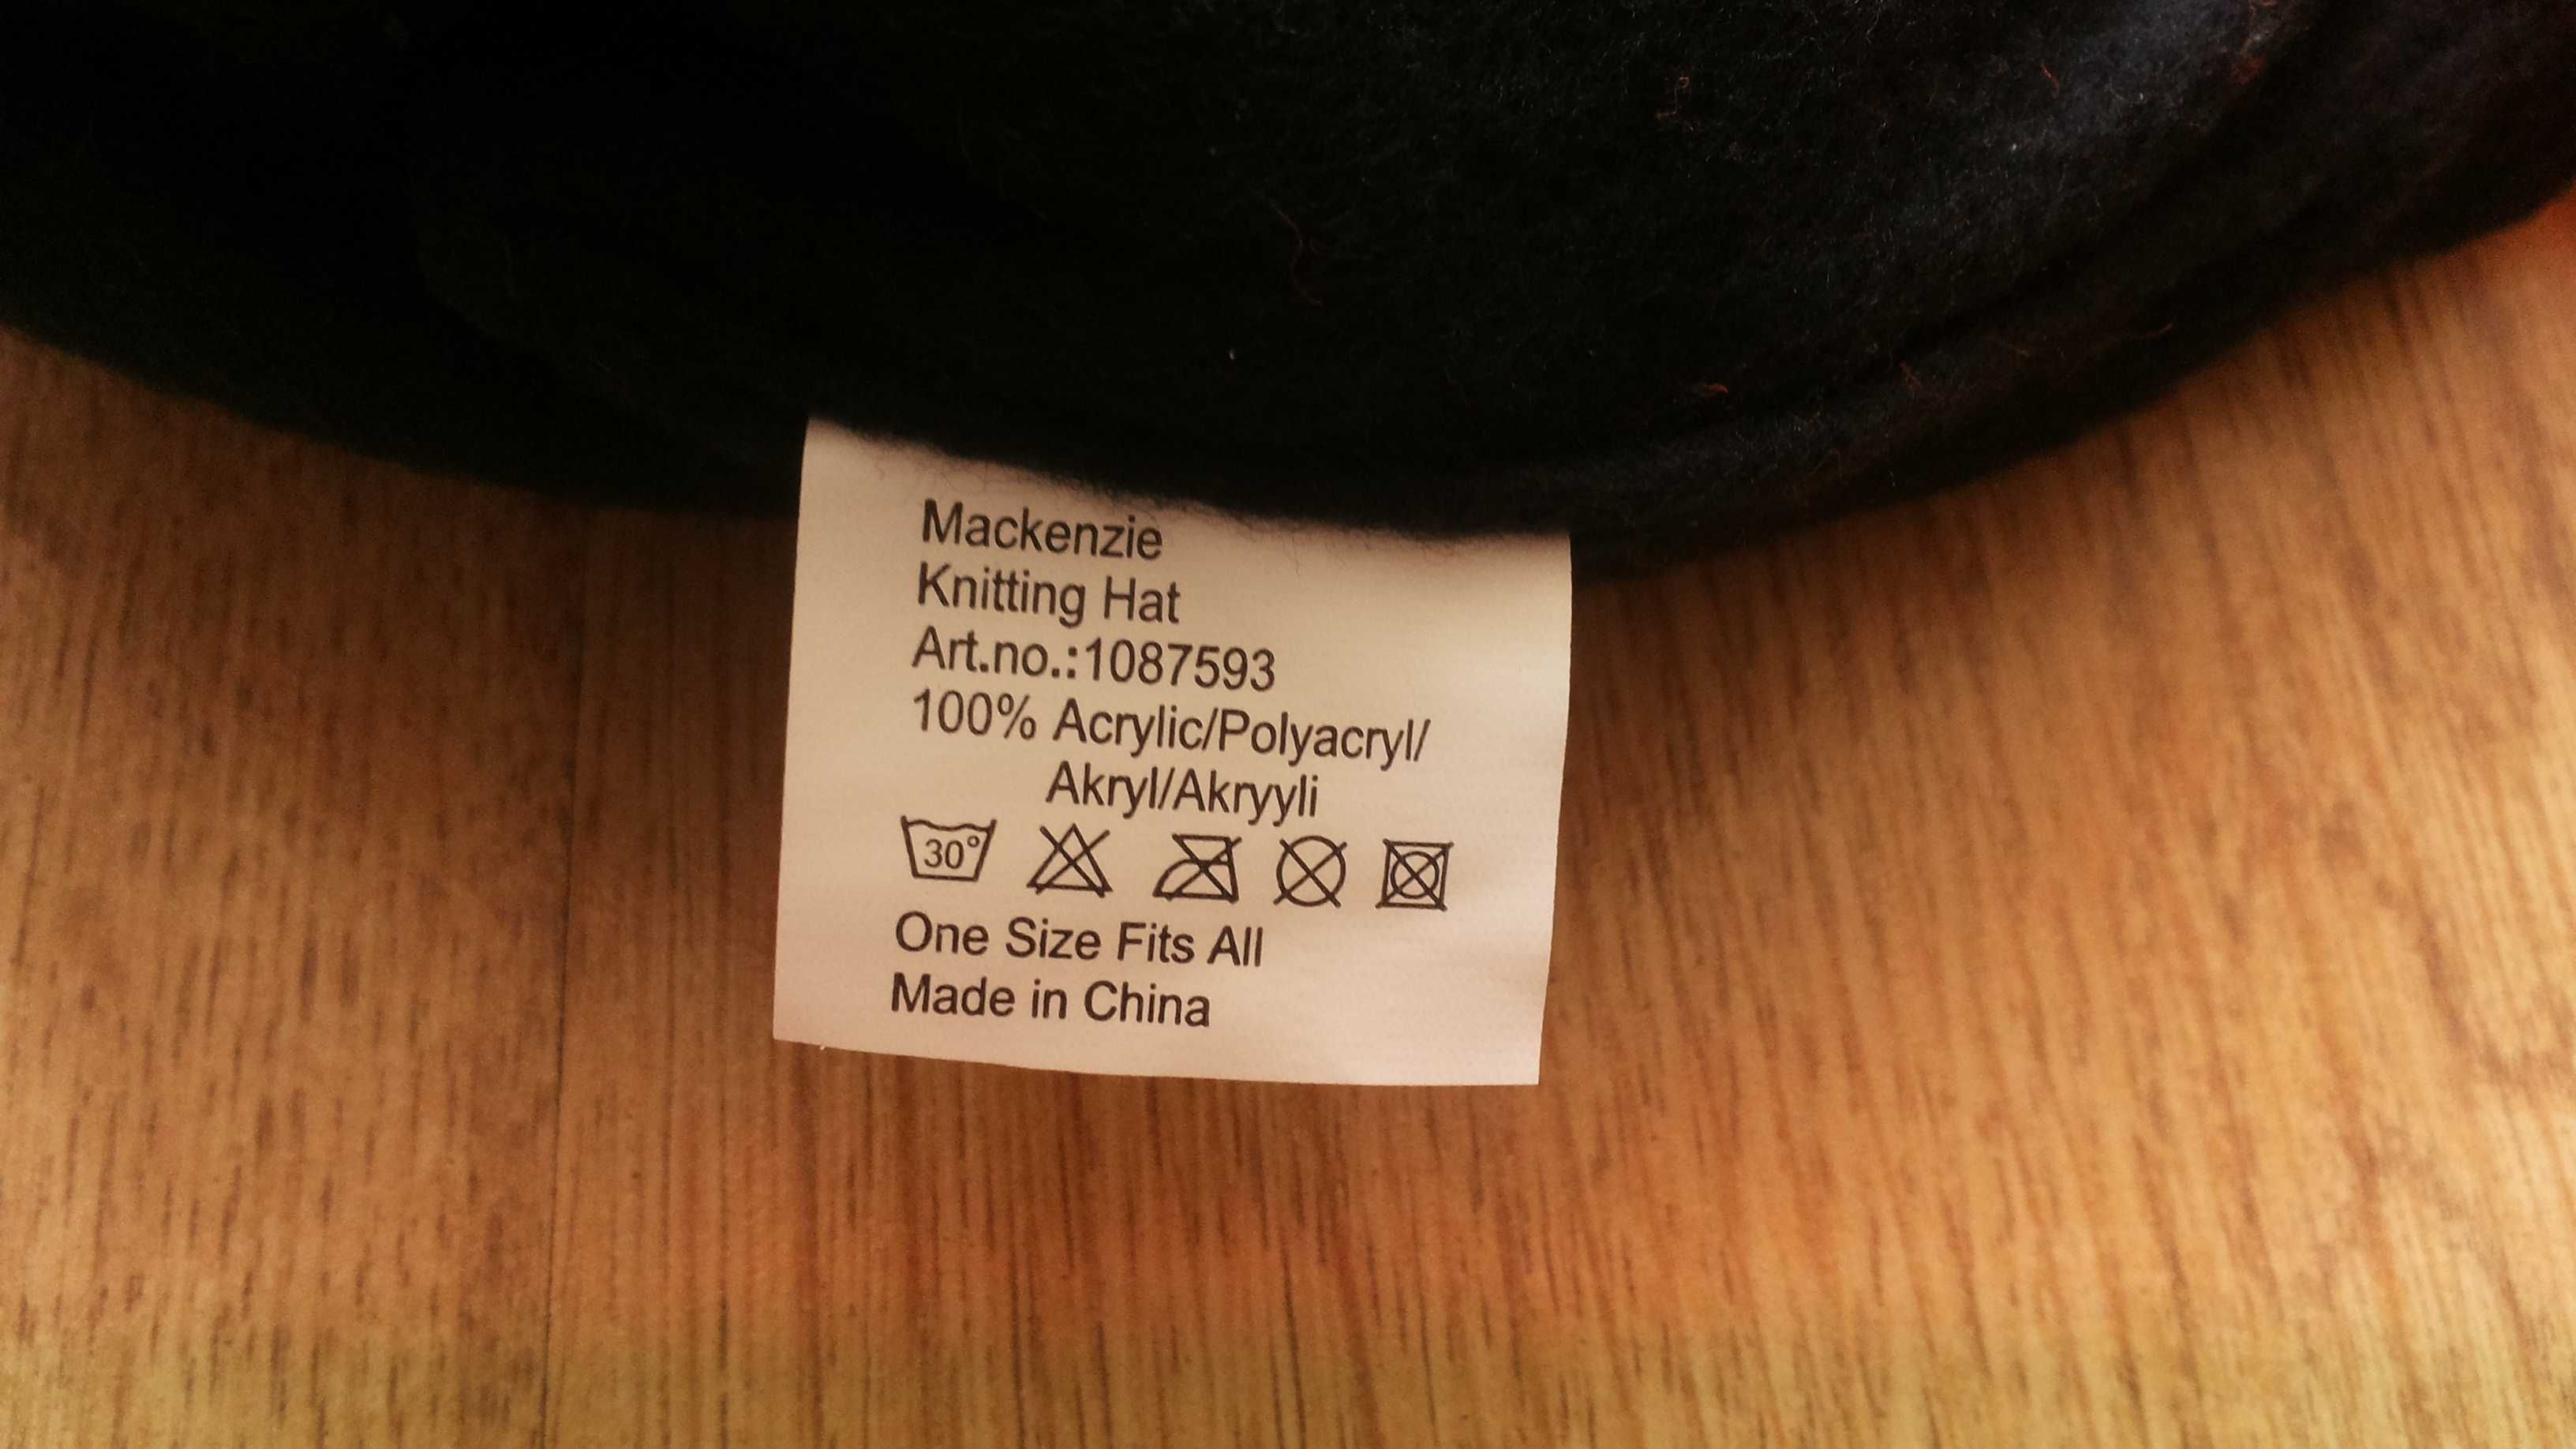 Mackenzie
Knitting Hat
Art.no.:1087593
100% Acrylic/Polyacryl/
Akryl/Akryyli
30°
One Size Fits All
Made in China